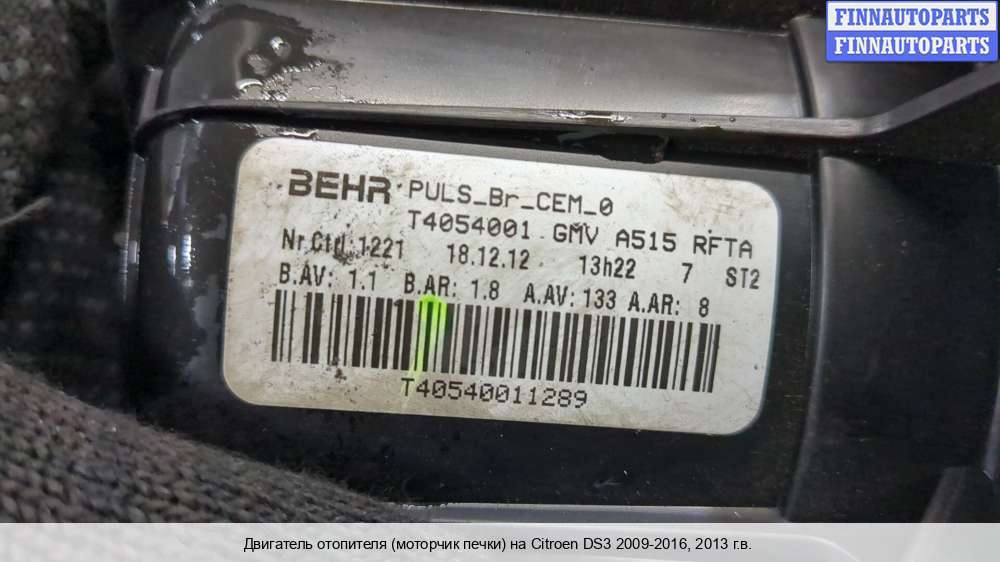 FINNAUTOPARTS
FINNAUTOPARTS
BEHR PULS_Br_CEM_0
T4054001 GMV A515 RFTA
Nr.Ctrl: 1221 18.12.12 13h22 7 ST2
B.AV: 1.1 B.AR: 1.8 A.AV: 133 A.AR: 8
T40540011289
Двигатель отопителя (моторчик печки) на Citroen DS3 2009-2016, 2013 г.в.